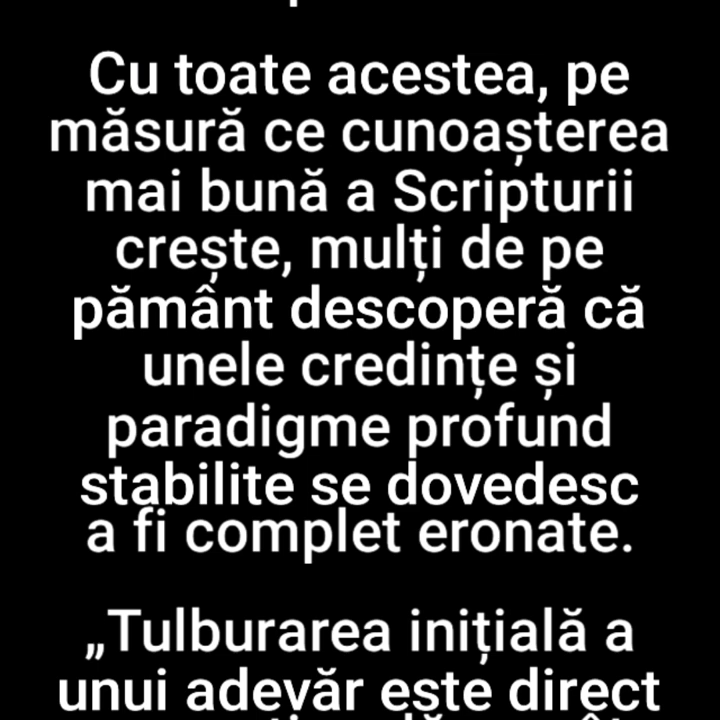 Cu toate acestea, pe
măsură ce cunoașterea
mai bună a Scripturii
crește, mulți de pe
pământ descoperă că
unele credințe și
paradigme profund
stabilite se dovedesc
a fi complet eronate.
„Tulburarea inițială a
unui adevăr este direct